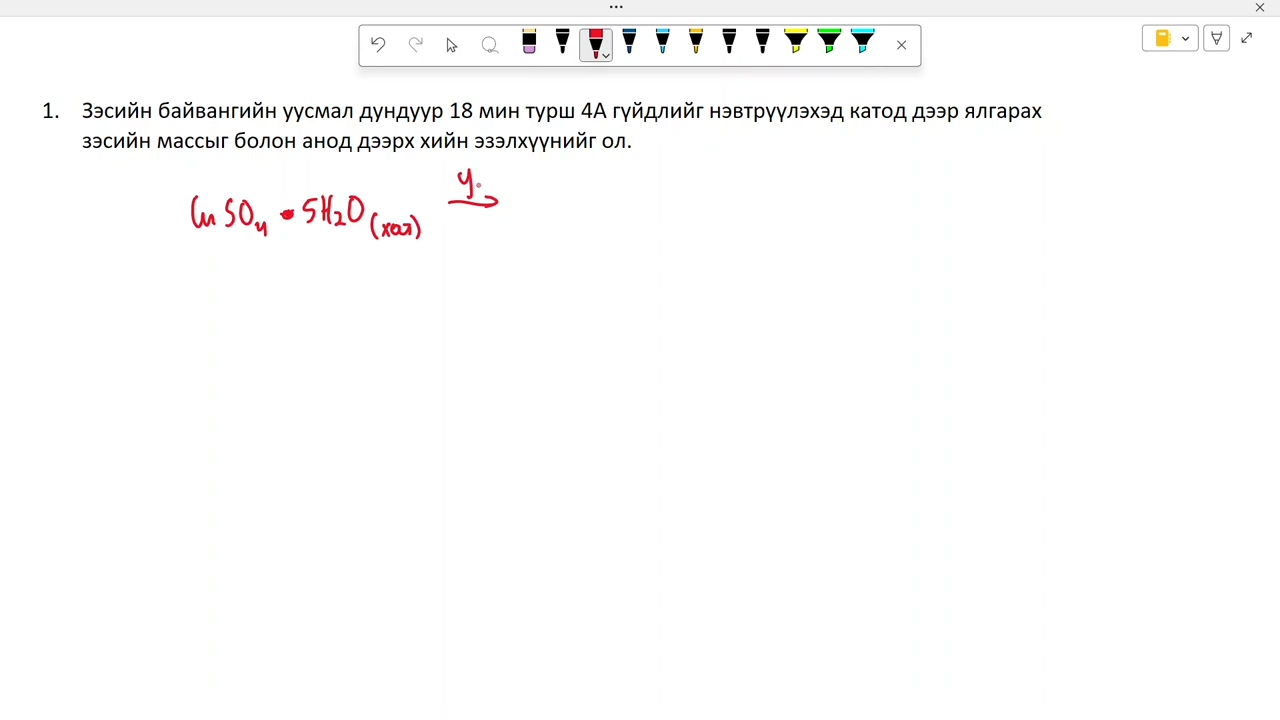 1. Зэсийн байвангийн уусмал дундуур 18 мин турш 4А гүйдлийг нэвтрүүлэхэд катод дээр ялгарах
зэсийн массыг болон анод дээрх хийн эзэлхүүнийг ол.
CuSO₄ • 5H₂O (хат) у →